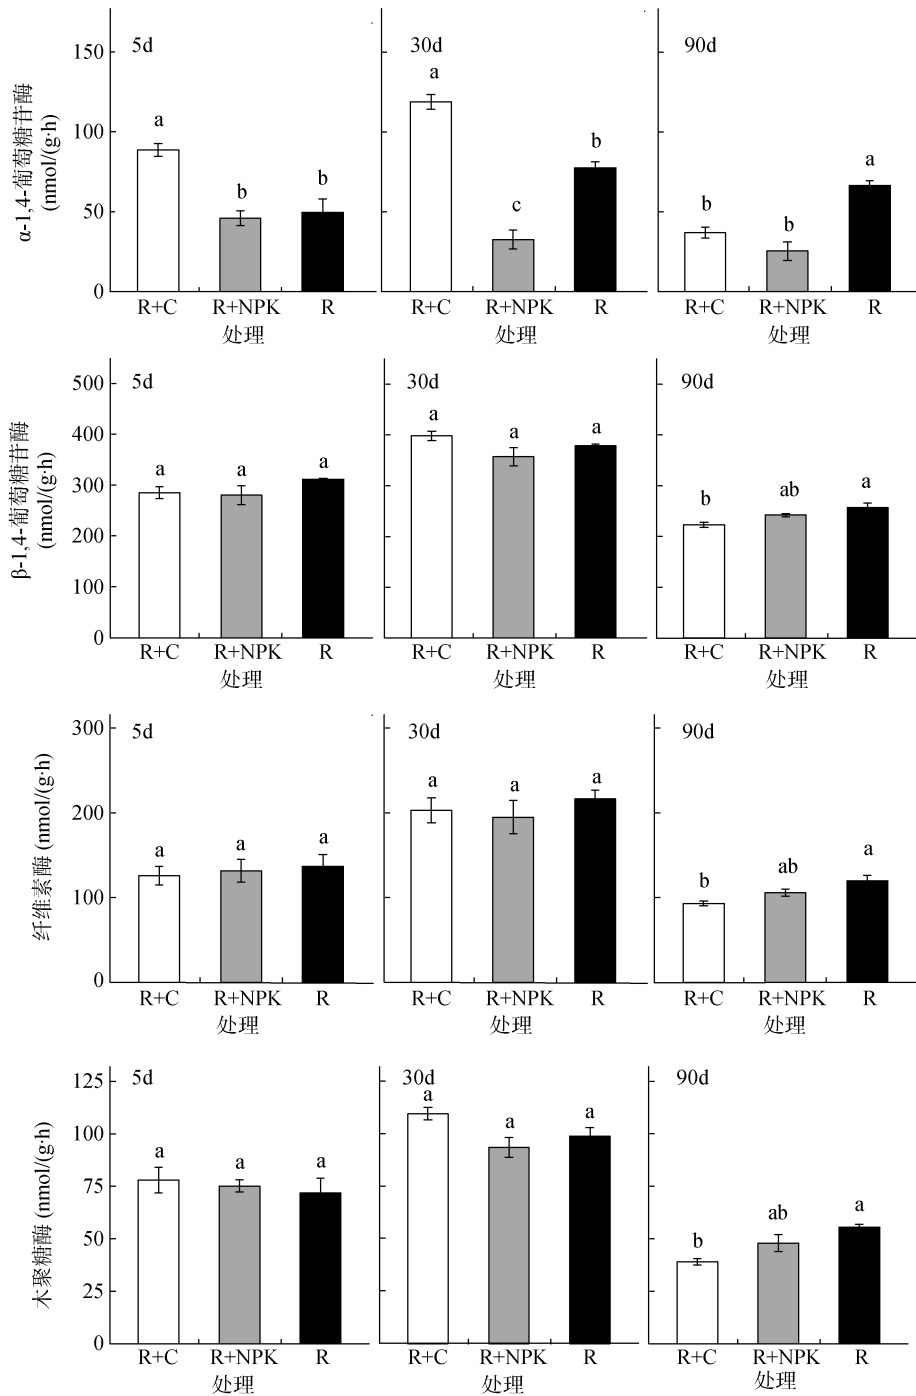 α-1,4-葡萄糖苷酶
(nmol/(g·h)
150
100
50
0
5d
a
b
b
R+C
R+NPK
R
处理
30d
a
c
b
R+C
R+NPK
R
处理
90d
b
b
a
R+C
R+NPK
R
处理
β-1,4-葡萄糖苷酶
(nmol/(g·h)
500
400
300
200
100
0
5d
a
a
a
R+C
R+NPK
R
处理
30d
a
a
a
R+C
R+NPK
R
处理
90d
b
ab
a
R+C
R+NPK
R
处理
纤维素酶 (nmol/(g·h)
300
200
100
0
5d
a
a
a
R+C
R+NPK
R
处理
30d
a
a
a
R+C
R+NPK
R
处理
90d
b
ab
a
R+C
R+NPK
R
处理
木聚糖酶 (nmol/(g·h)
125
100
75
50
25
0
5d
a
a
a
R+C
R+NPK
R
处理
30d
a
a
a
R+C
R+NPK
R
处理
90d
b
ab
a
R+C
R+NPK
R
处理